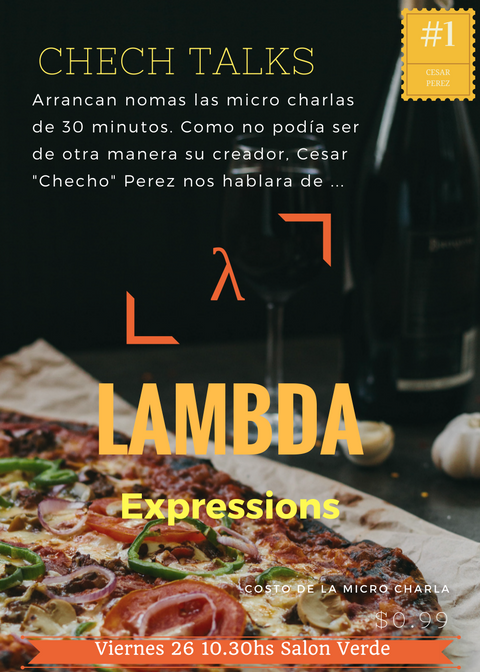 #1
CESAR
PEREZ
CHECH TALKS
Arrancan nomas las micro charlas
de 30 minutos. Como no podía ser
de otra manera su creador, Cesar
"Checho" Perez nos hablara de ...
λ
LAMBDA
Expressions
COSTO DE LA MICRO CHARLA
$0.99
Viernes 26 10.30hs Salon Verde